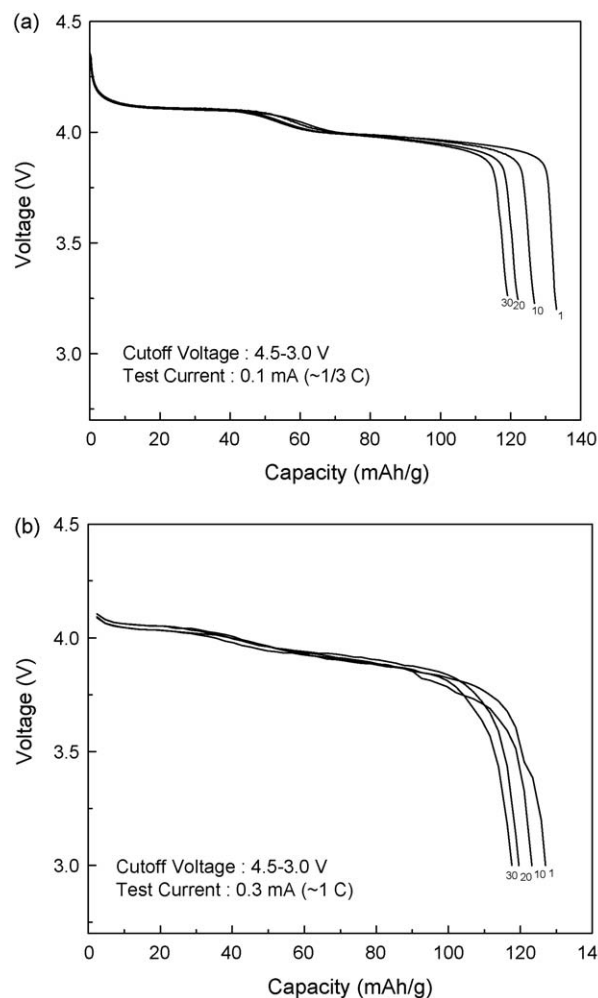 (a)
4.5
4.0
3.5
3.0
Voltage (V)
30 20 10 1
Cutoff Voltage : 4.5-3.0 V
Test Current : 0.1 mA (~1/3 C)
0 20 40 60 80 100 120 140
Capacity (mAh/g)
(b)
4.5
4.0
3.5
3.0
Voltage (V)
Cutoff Voltage : 4.5-3.0 V
30 20 10 1
Test Current : 0.3 mA (~1 C)
0 20 40 60 80 100 120 14
Capacity (mAh/g)